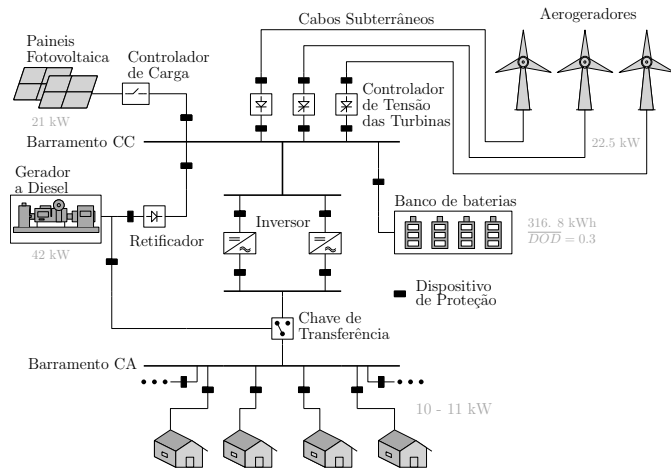 Cabos Subterrâneos
Aerogeradores
Paineis
Fotovoltaica
Controlador
de Carga
Controlador
de Tensão
das Turbinas
21 kW
Barramento CC
22.5 kW
Gerador
a Diesel
Banco de baterias
Inversor
316. 8 kWh
DOD = 0.3
Retificador
42 kW
Dispositivo
de Proteção
Chave de
Transferência
Barramento CA
10 - 11 kW